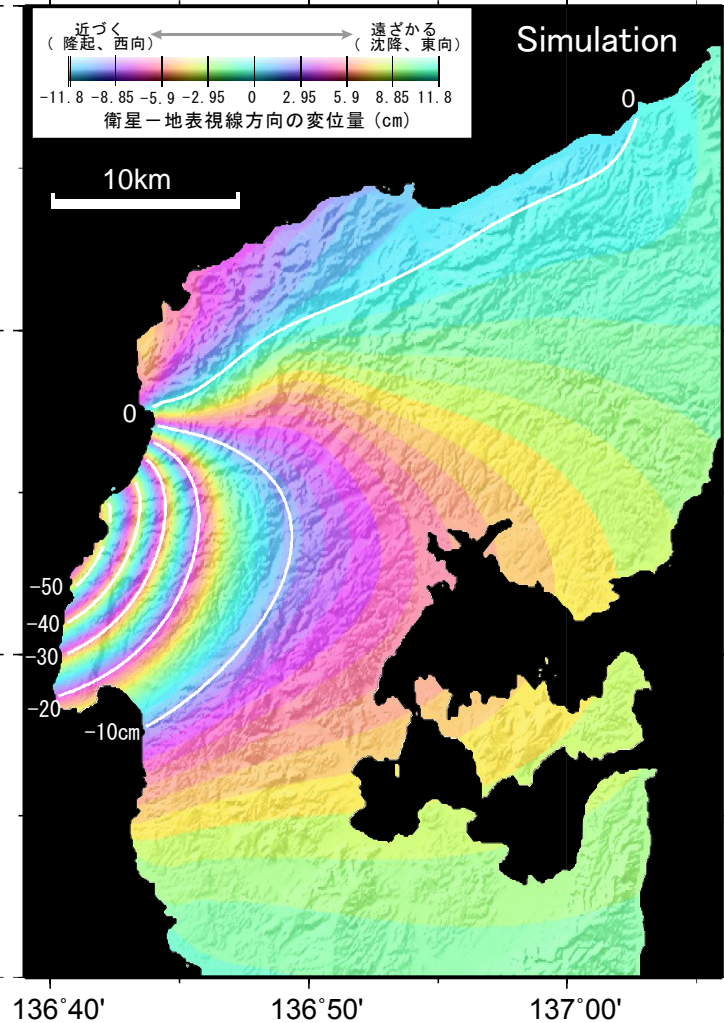 近づく
(隆起、西向)
遠ざかる
(沈降、東向)
-11.8 -8.85 -5.9 -2.95 0 2.95 5.9 8.85 11.8
衛星ー地表視線方向の変位量 (cm)
Simulation
0
10km
0
-50
-40
-30
-20
-10cm
136˚40' 136˚50' 137˚00'